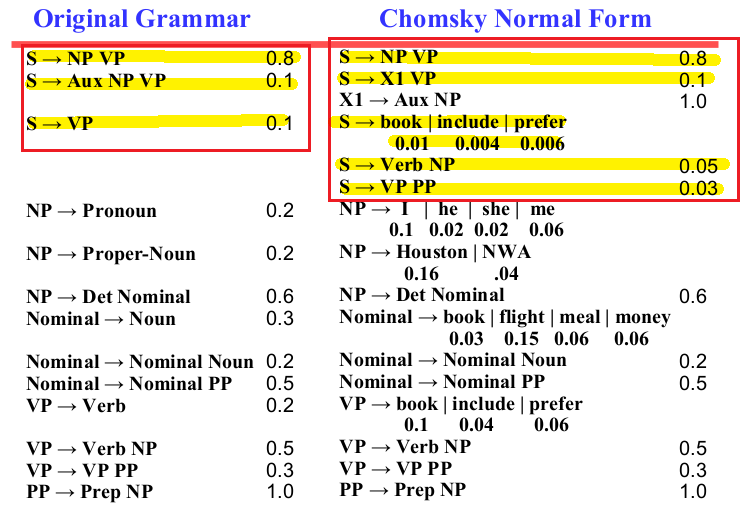 Original Grammar
S → NP VP 0.8
S → Aux NP VP 0.1
S → VP 0.1
NP → Pronoun 0.2
NP → Proper-Noun 0.2
NP → Det Nominal 0.6
Nominal → Noun 0.3
Nominal → Nominal Noun 0.2
Nominal → Nominal PP 0.5
VP → Verb 0.2
VP → Verb NP 0.5
VP → VP PP 0.3
PP → Prep NP 1.0
Chomsky Normal Form
S → NP VP 0.8
S → X1 VP 0.1
X1 → Aux NP 1.0
S → book | include | prefer
0.01 0.004 0.006
S → Verb NP 0.05
S → VP PP 0.03
NP → I | he | she | me
0.1 0.02 0.02 0.06
NP → Houston | NWA
0.16 .04
NP → Det Nominal 0.6
Nominal → book | flight | meal | money
0.03 0.15 0.06 0.06
Nominal → Nominal Noun 0.2
Nominal → Nominal PP 0.5
VP → book | include | prefer
0.1 0.04 0.06
VP → Verb NP 0.5
VP → VP PP 0.3
PP → Prep NP 1.0